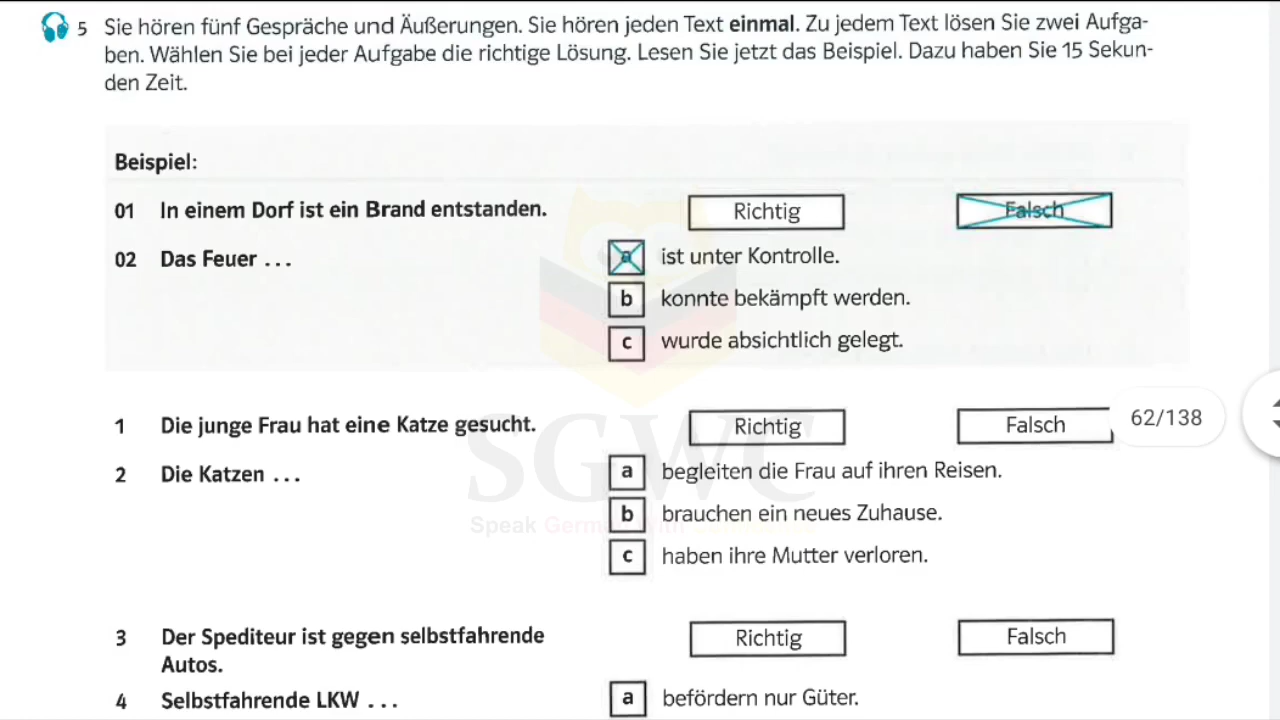 5 Sie hören fünf Gespräche und Äußerungen. Sie hören jeden Text einmal. Zu jedem Text lösen Sie zwei Aufga-
ben. Wählen Sie bei jeder Aufgabe die richtige Lösung. Lesen Sie jetzt das Beispiel. Dazu haben Sie 15 Sekun-
den Zeit.
Beispiel:
01 In einem Dorf ist ein Brand entstanden. Richtig Falsch
02 Das Feuer ... a ist unter Kontrolle.
b konnte bekämpft werden.
c wurde absichtlich gelegt.
1 Die junge Frau hat eine Katze gesucht. Richtig Falsch
62/138
2 Die Katzen ... a begleiten die Frau auf ihren Reisen.
SGWC
b brauchen ein neues Zuhause.
Speak German With
c haben ihre Mutter verloren.
3 Der Spediteur ist gegen selbstfahrende Richtig Falsch
Autos.
4 Selbstfahrende LKW ... a befördern nur Güter.